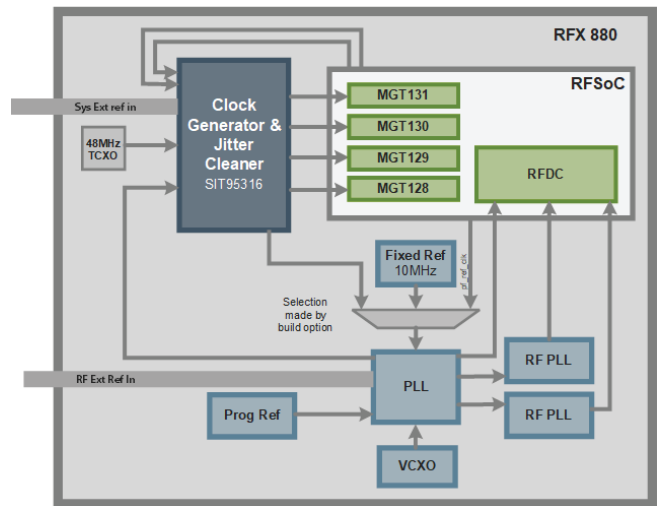 RFX 880
RFSoC
Sys Ext ref in
48MHz
TCXO
Clock
Generator &
Jitter
Cleaner
SIT95316
MGT131
MGT130
MGT129
MGT128
RFDC
Fixed Ref
10MHz
pl_ref_clk
Selection
made by
build option
RF Ext Ref In
PLL
RF PLL
RF PLL
Prog Ref
VCXO